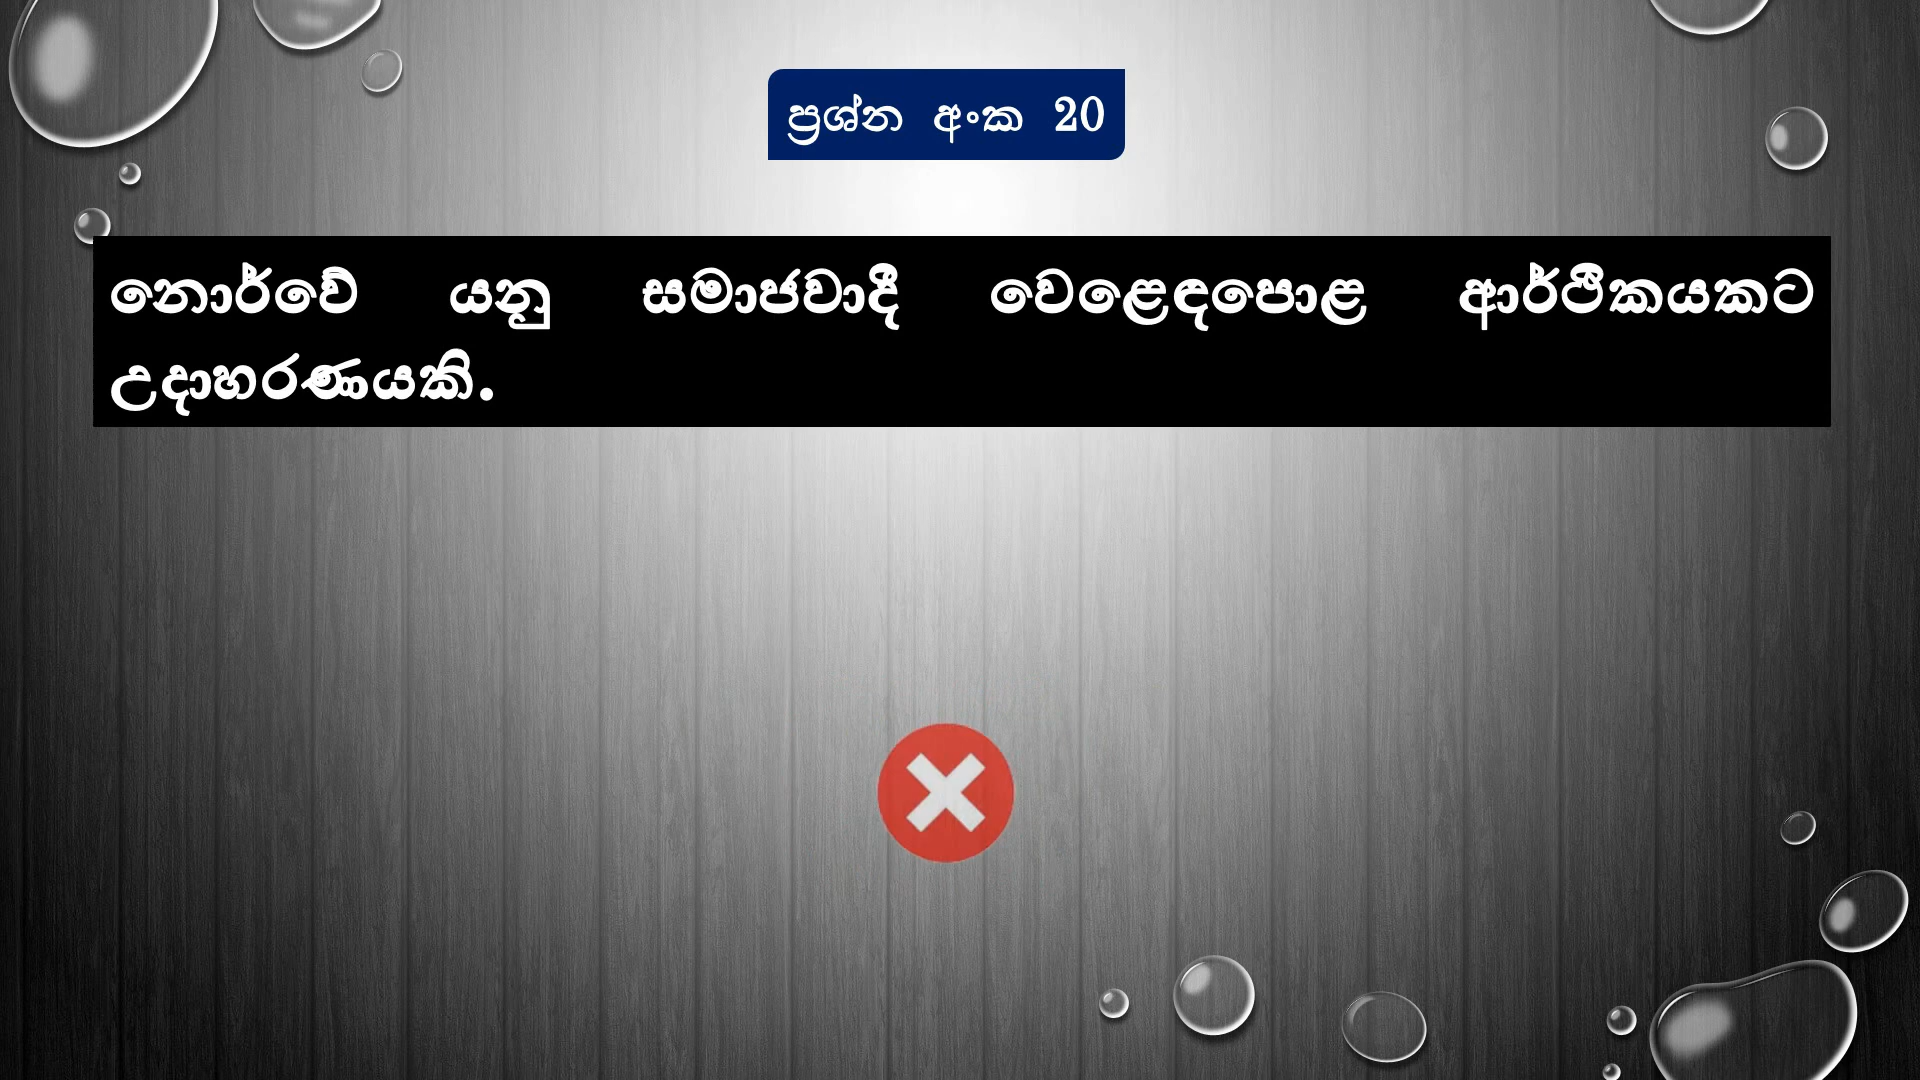 ප්‍රශ්න අංක 20
නොර්වේ යනු සමාජවාදී වෙළෙඳපොළ ආර්ථිකයකට
උදාහරණයකි.